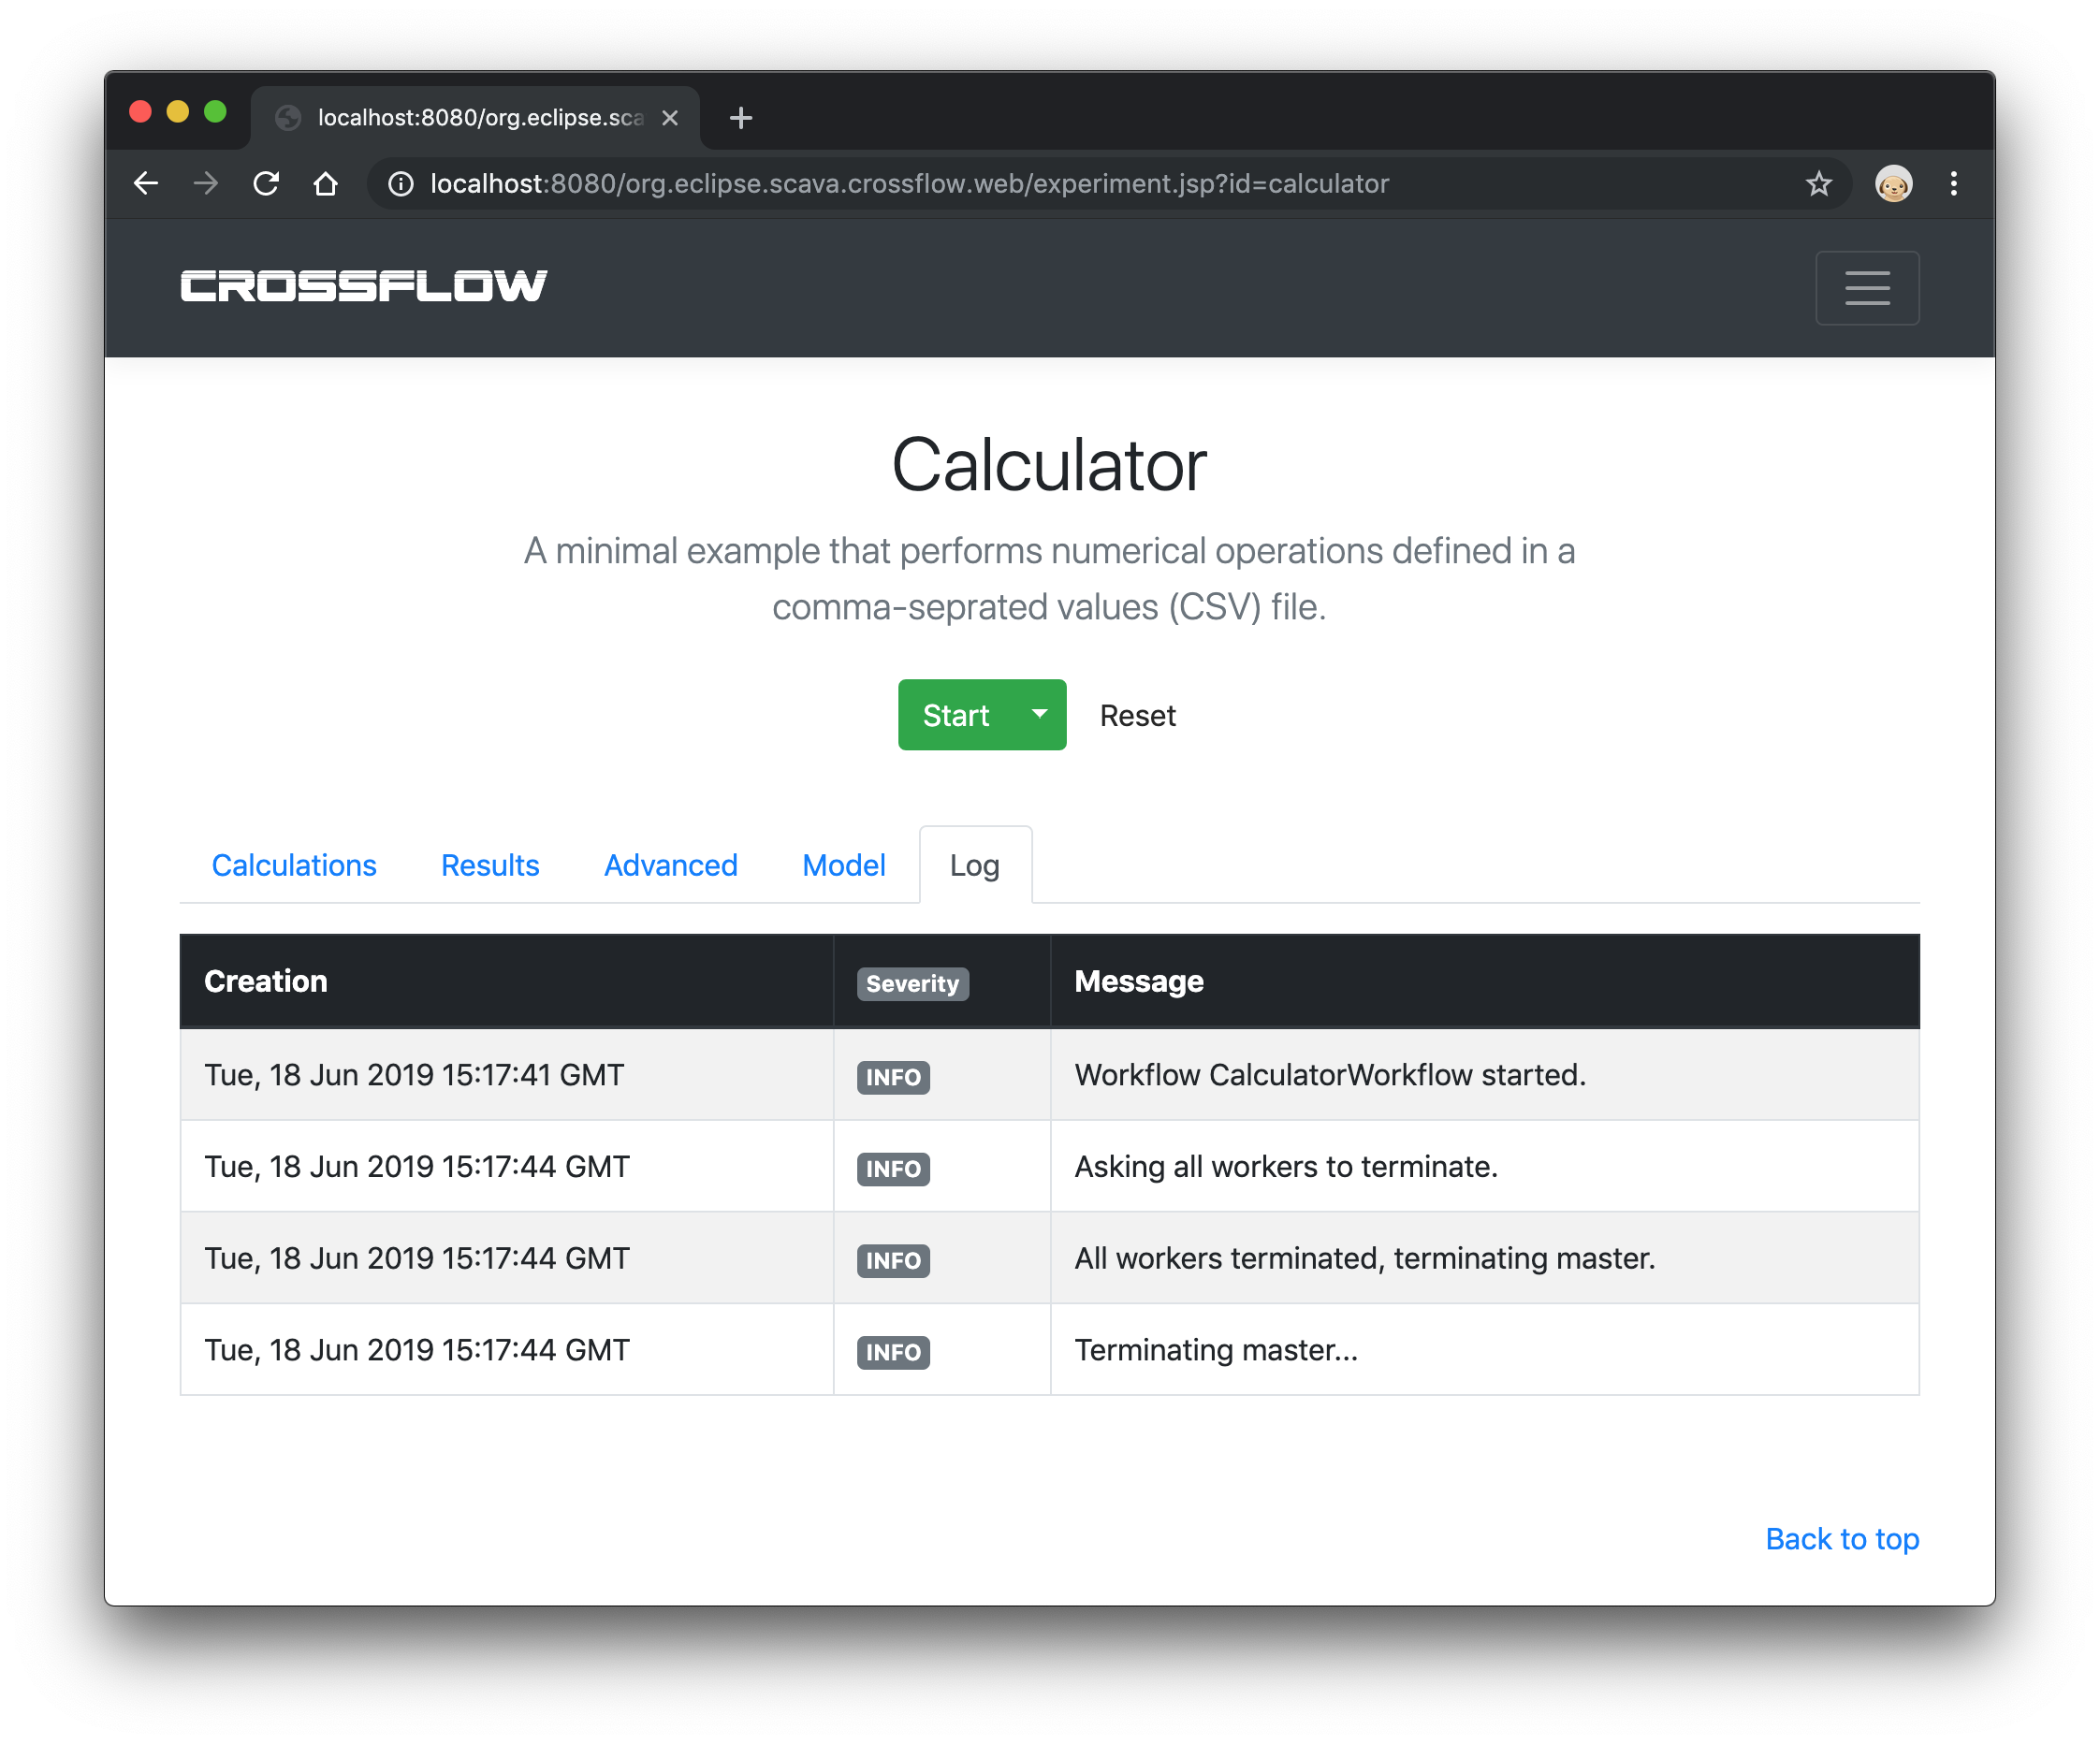 localhost:8080/org.eclipse.sca
localhost:8080/org.eclipse.scava.crossflow.web/experiment.jsp?id=calculator
CROSSFLOW
Calculator
A minimal example that performs numerical operations defined in a
comma-seprated values (CSV) file.
Start Reset
Calculations Results Advanced Model Log
Creation Severity Message
Tue, 18 Jun 2019 15:17:41 GMT INFO Workflow CalculatorWorkflow started.
Tue, 18 Jun 2019 15:17:44 GMT INFO Asking all workers to terminate.
Tue, 18 Jun 2019 15:17:44 GMT INFO All workers terminated, terminating master.
Tue, 18 Jun 2019 15:17:44 GMT INFO Terminating master...
Back to top